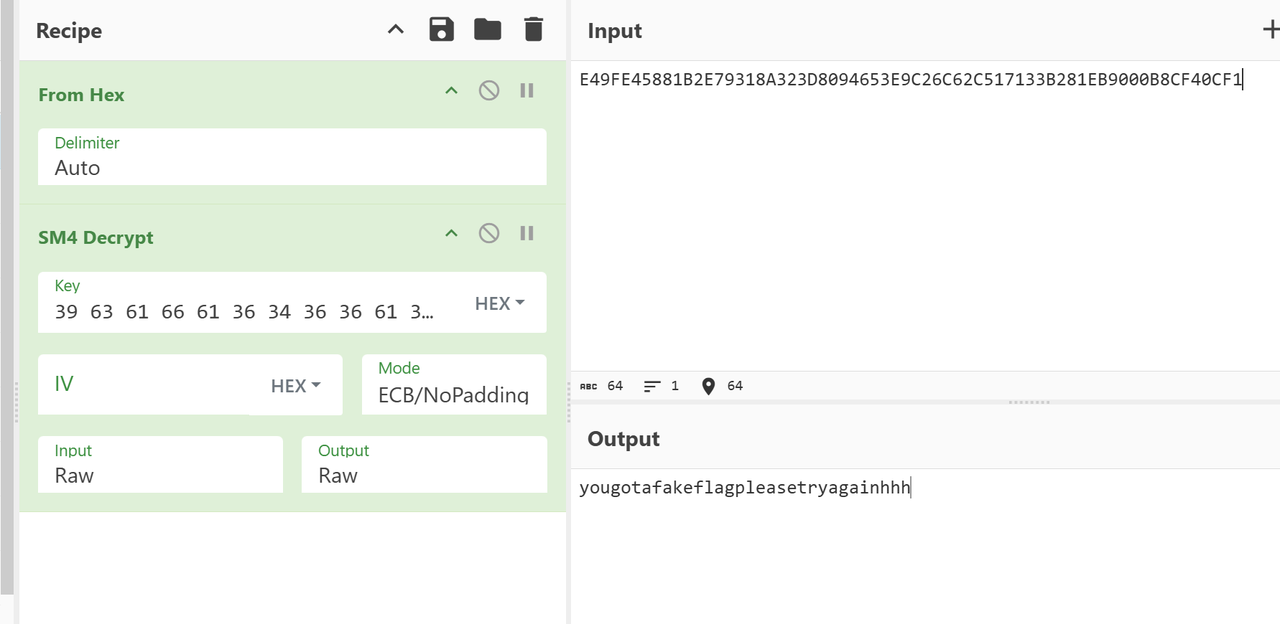 Recipe
From Hex
Delimiter
Auto
SM4 Decrypt
Key
39 63 61 66 61 36 34 36 36 61 3...
HEX
IV
HEX
Mode
ECB/NoPadding
Input
Raw
Output
Raw
Input
E49FE45881B2E79318A323D8094653E9C26C62C517133B281EB9000B8CF40CF1
ABC 64
1
64
Output
yougotafakeflagpleasetryagainhhh